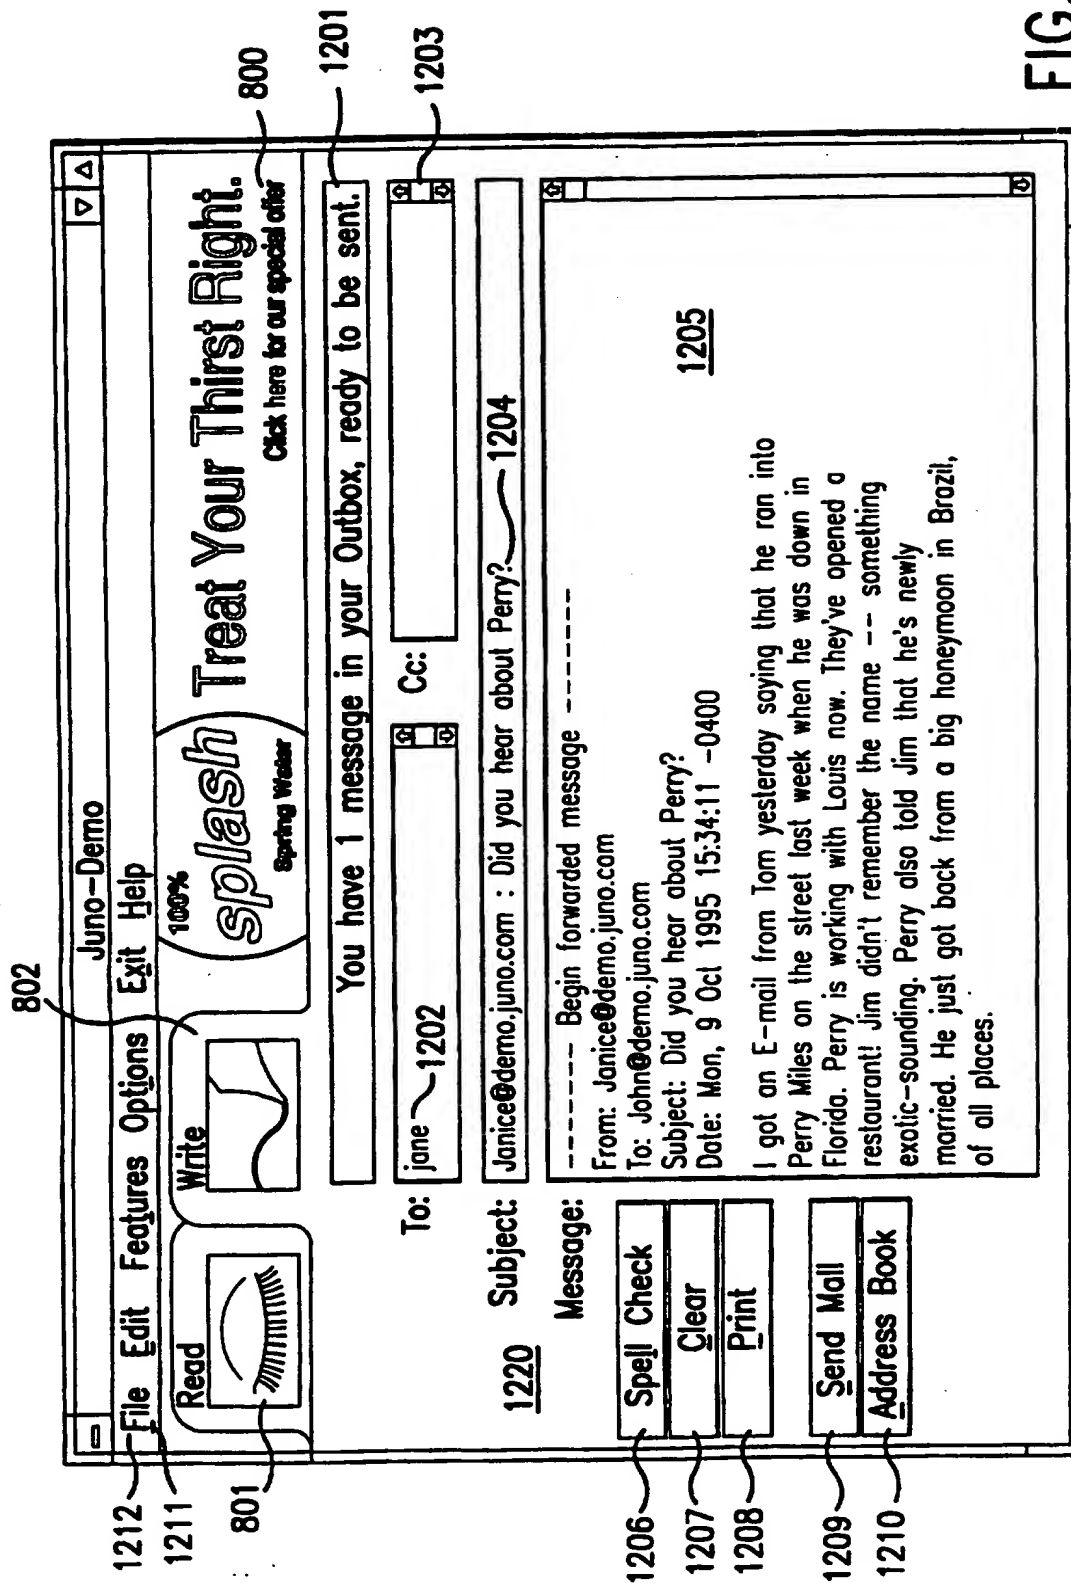 802
Juno-Demo
1212
File Edit Features Options Exit Help
1211
Read
Write
801
100%
splash
Spring Water
Treat Your Thirst Right.
Click here for our special offer
800
You have 1 message in your Outbox, ready to be sent.
1201
To: jane 1202
Cc:
1203
1220
Subject: Janice@demo.juno.com : Did you hear about Perry? 1204
Message:
------- Begin forwarded message -------
From: Janice@demo.juno.com
To: John@demo.juno.com
Subject: Did you hear about Perry?
Date: Mon, 9 Oct 1995 15:34:11 -0400
1205
I got an E-mail from Tom yesterday saying that he ran into
Perry Miles on the street last week when he was down in
Florida. Perry is working with Louis now. They've opened a
restaurant! Jim didn't remember the name -- something
exotic-sounding. Perry also told Jim that he's newly
married. He just got back from a big honeymoon in Brazil,
of all places.
1206 Spell Check
1207 Clear
1208 Print
1209 Send Mail
1210 Address Book
FIG.